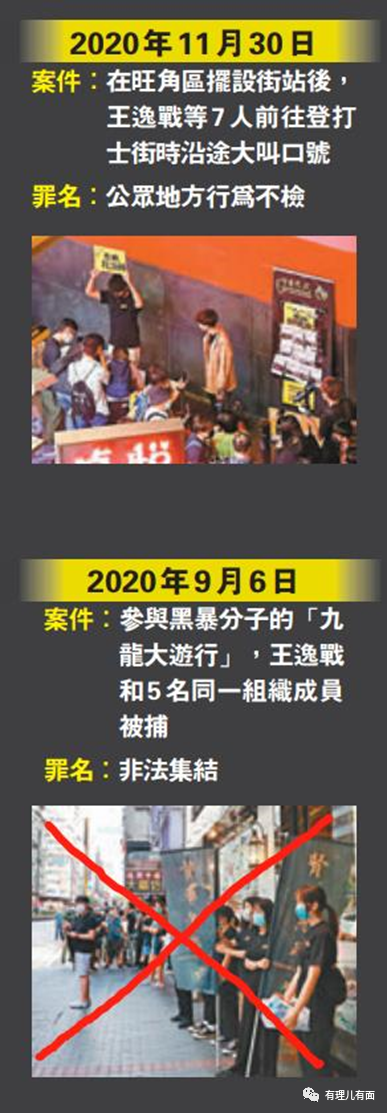 2020年11月30日
案件：在旺角區擺設街站後，
王逸戰等7人前往登打
士街時沿途大叫口號
罪名：公眾地方行爲不檢
2020年9月6日
案件：參與黑暴分子的「九
龍大遊行」，王逸戰
和5名同一組織成員
被捕
罪名：非法集結
賢
有理儿有面